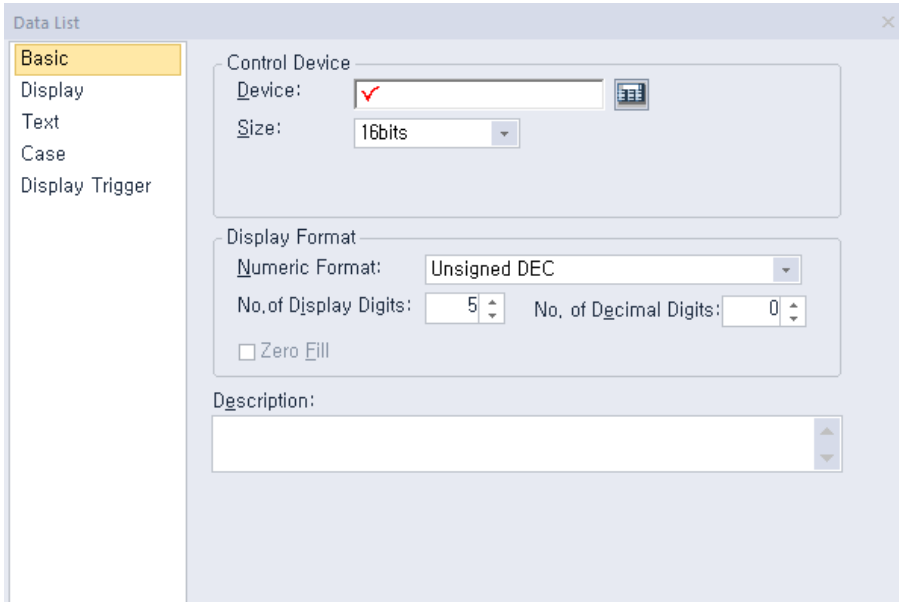 Data List
Basic
Display
Text
Case
Display Trigger
Control Device
Device:
Size: 16bits
Display Format
Numeric Format: Unsigned DEC
No.of Display Digits: 5 No. of Decimal Digits: 0
Zero Fill
Description: